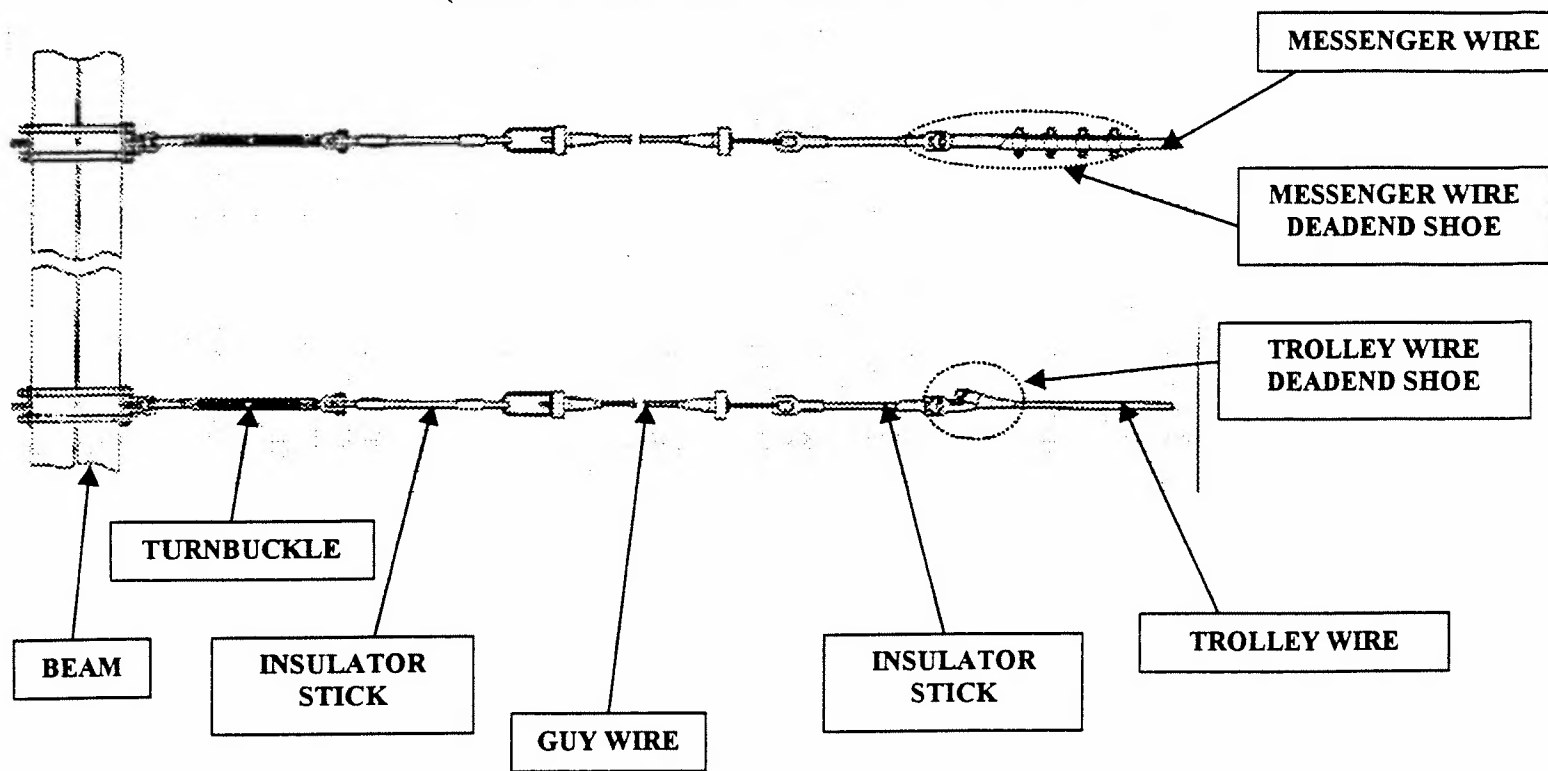 MESSENGER WIRE
MESSENGER WIRE
DEADEND SHOE
TROLLEY WIRE
DEADEND SHOE
TURNBUCKLE
BEAM
INSULATOR
STICK
GUY WIRE
INSULATOR
STICK
TROLLEY WIRE